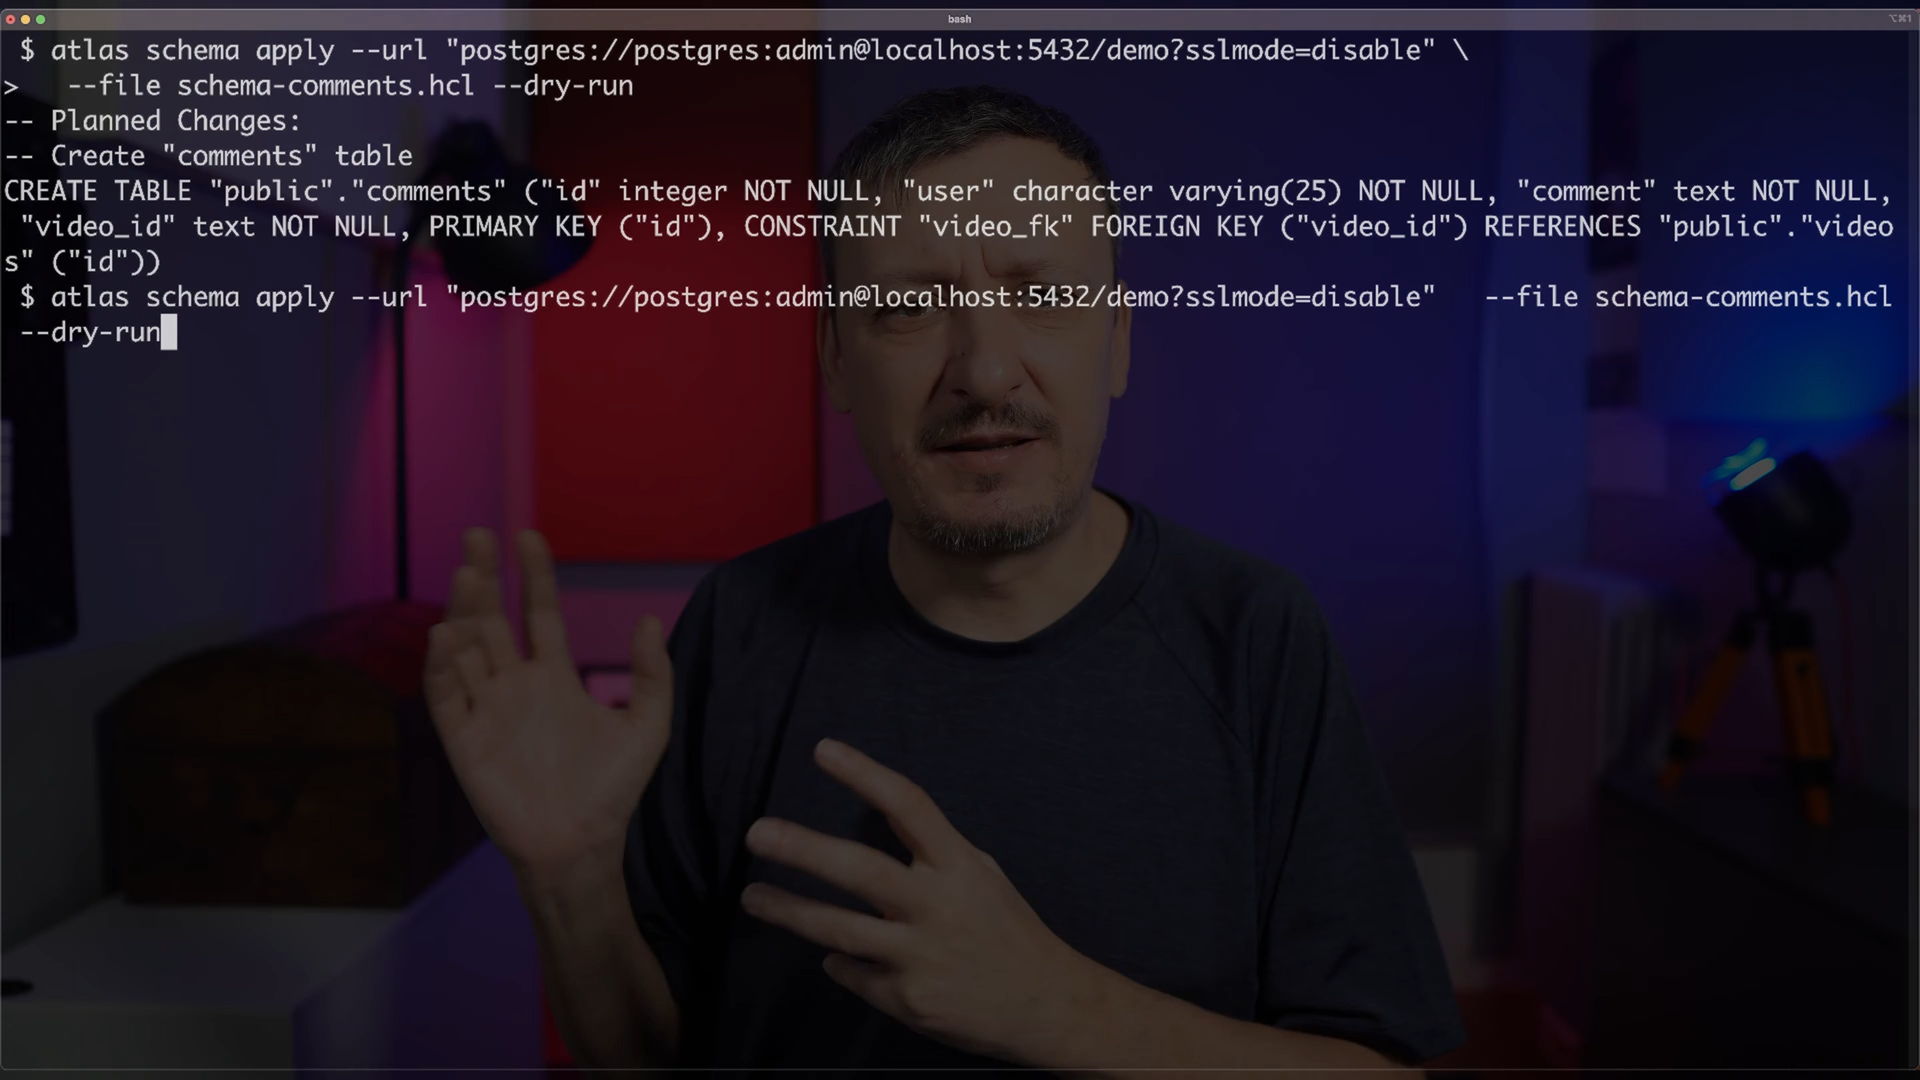 bash
⌥⌘1
$ atlas schema apply --url "postgres://postgres:admin@localhost:5432/demo?sslmode=disable" \
>   --file schema-comments.hcl --dry-run
-- Planned Changes:
-- Create "comments" table
CREATE TABLE "public"."comments" ("id" integer NOT NULL, "user" character varying(25) NOT NULL, "comment" text NOT NULL,
"video_id" text NOT NULL, PRIMARY KEY ("id"), CONSTRAINT "video_fk" FOREIGN KEY ("video_id") REFERENCES "public"."video
s" ("id"))
$ atlas schema apply --url "postgres://postgres:admin@localhost:5432/demo?sslmode=disable"   --file schema-comments.hcl
--dry-run